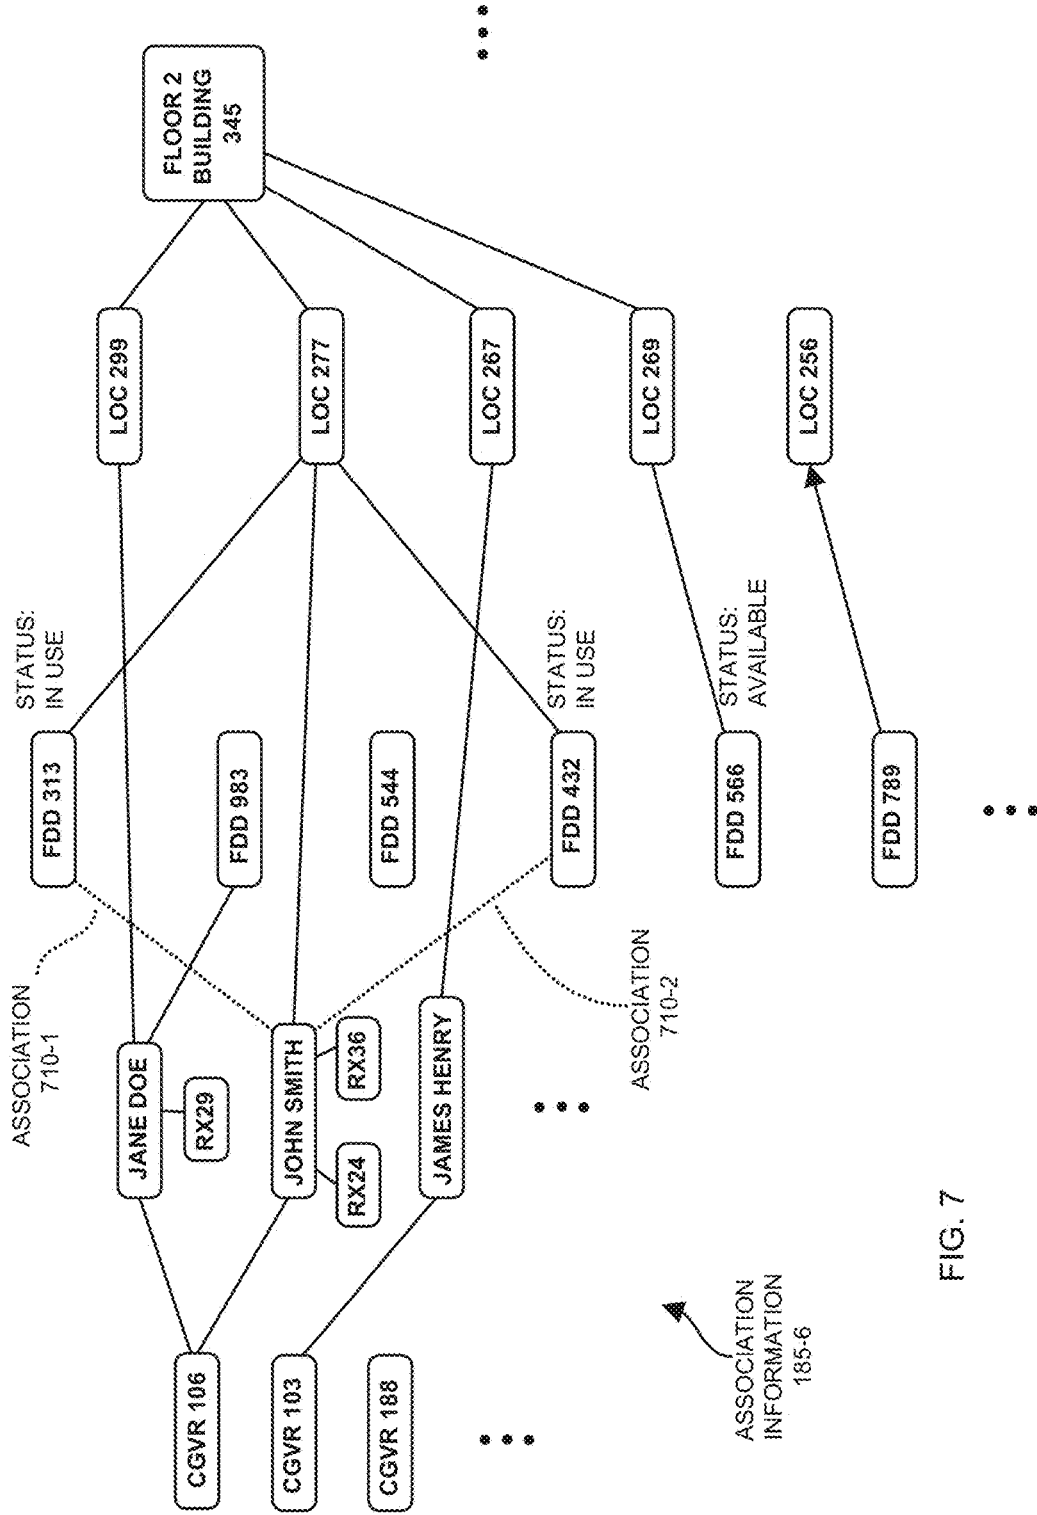 CGVR 106
CGVR 103
CGVR 188
ASSOCIATION
INFORMATION
185-6
JANE DOE
RX29
JOHN SMITH
RX24
RX36
JAMES HENRY
ASSOCIATION
710-1
ASSOCIATION
710-2
FDD 313
FDD 983
FDD 544
FDD 432
FDD 566
FDD 789
STATUS:
IN USE
STATUS:
IN USE
STATUS:
AVAILABLE
LOC 299
LOC 277
LOC 267
LOC 269
LOC 256
FLOOR 2
BUILDING
345
FIG. 7